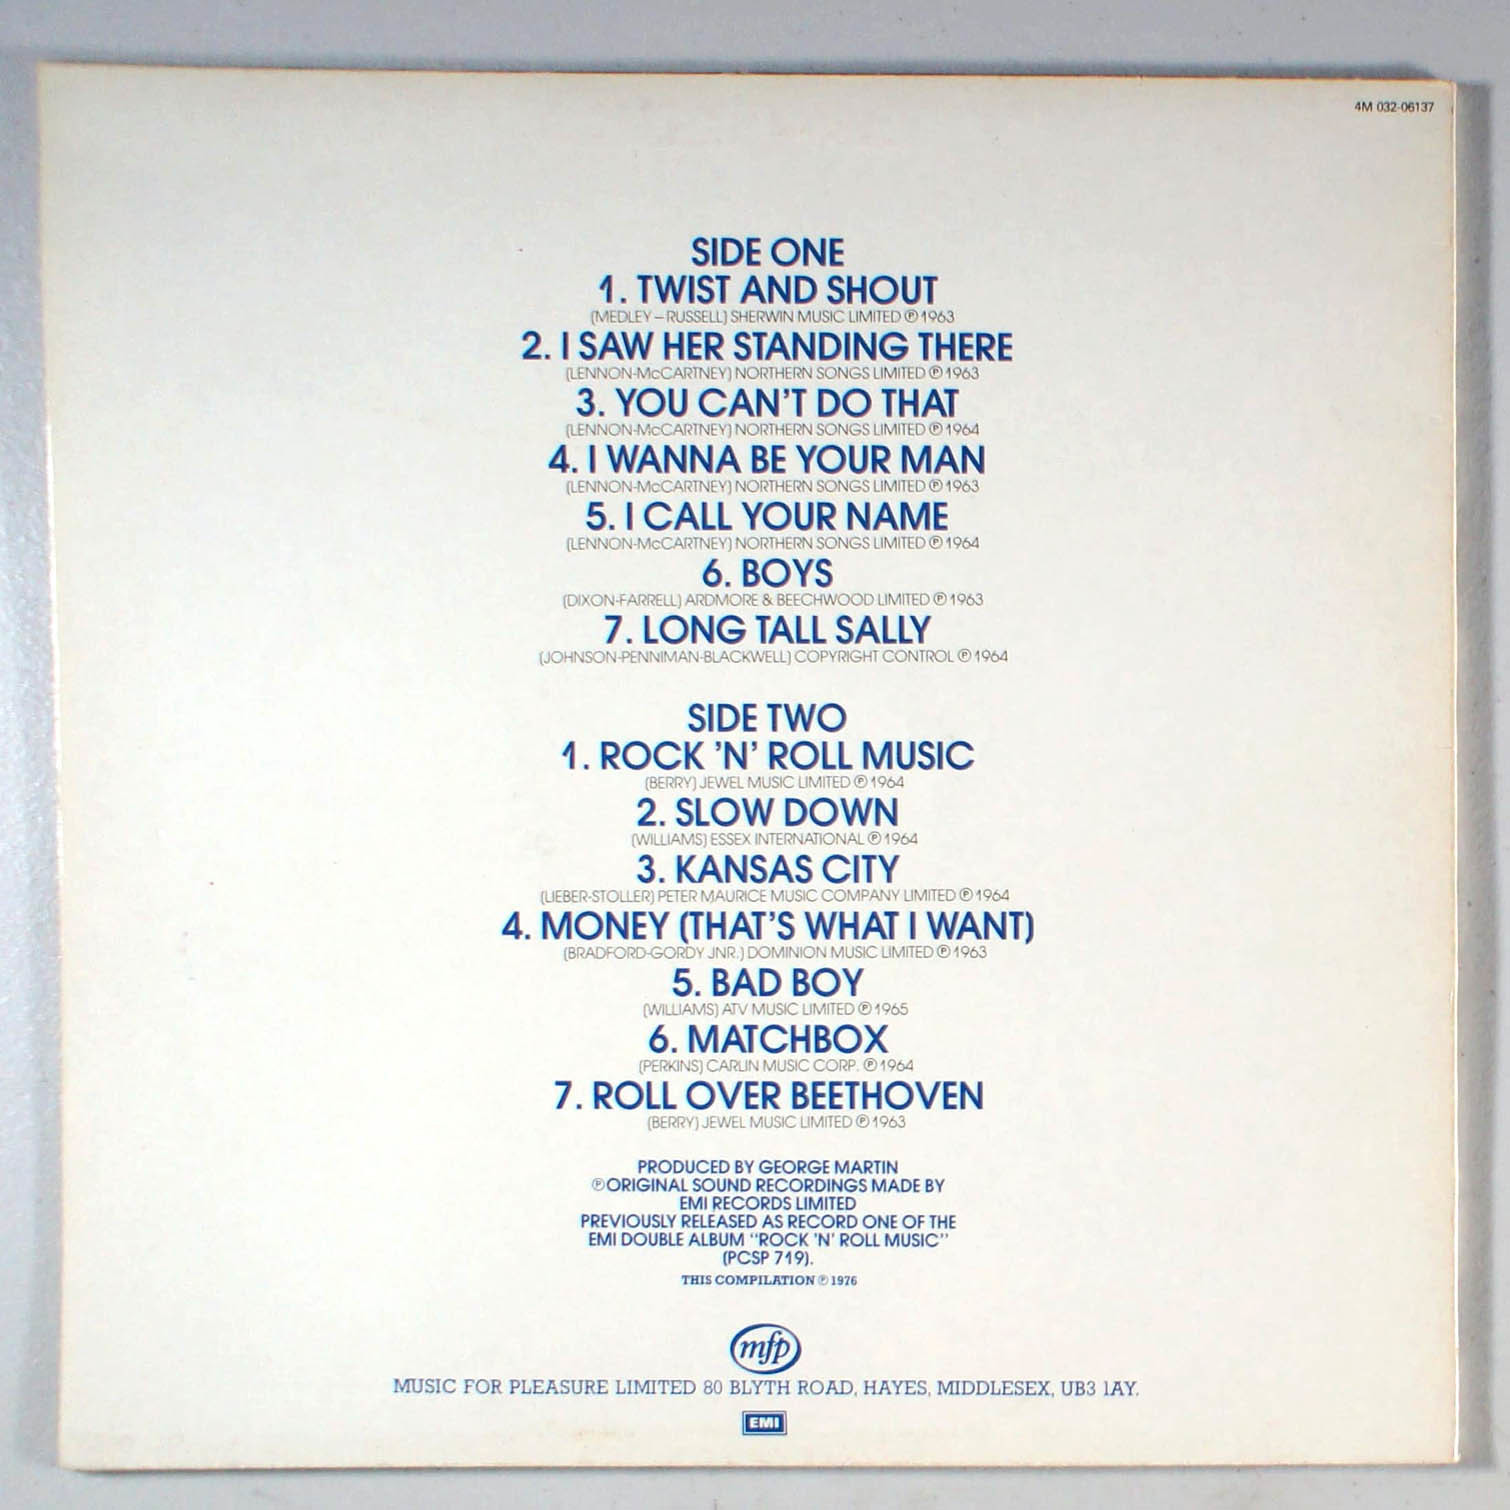 4M 032-06137
SIDE ONE
1. TWIST AND SHOUT
(MEDLEY – RUSSELL) SHERWIN MUSIC LIMITED ℗ 1963
2. I SAW HER STANDING THERE
(LENNON-McCARTNEY) NORTHERN SONGS LIMITED ℗ 1963
3. YOU CAN'T DO THAT
(LENNON-McCARTNEY) NORTHERN SONGS LIMITED ℗ 1964
4. I WANNA BE YOUR MAN
(LENNON-McCARTNEY) NORTHERN SONGS LIMITED ℗ 1963
5. I CALL YOUR NAME
(LENNON-McCARTNEY) NORTHERN SONGS LIMITED ℗ 1964
6. BOYS
(DIXON-FARRELL) ARDMORE & BEECHWOOD LIMITED ℗ 1963
7. LONG TALL SALLY
(JOHNSON-PENNIMAN-BLACKWELL) COPYRIGHT CONTROL ℗ 1964
SIDE TWO
1. ROCK 'N' ROLL MUSIC
(BERRY) JEWEL MUSIC LIMITED ℗ 1964
2. SLOW DOWN
(WILLIAMS) ESSEX INTERNATIONAL ℗ 1964
3. KANSAS CITY
(LIEBER-STOLLER) PETER MAURICE MUSIC COMPANY LIMITED ℗ 1964
4. MONEY (THAT'S WHAT I WANT)
(BRADFORD-GORDY JNR.) DOMINION MUSIC LIMITED ℗ 1963
5. BAD BOY
(WILLIAMS) ATV MUSIC LIMITED ℗ 1965
6. MATCHBOX
(PERKINS) CARLIN MUSIC CORP. ℗ 1964
7. ROLL OVER BEETHOVEN
(BERRY) JEWEL MUSIC LIMITED ℗ 1963
PRODUCED BY GEORGE MARTIN
℗ ORIGINAL SOUND RECORDINGS MADE BY
EMI RECORDS LIMITED
PREVIOUSLY RELEASED AS RECORD ONE OF THE
EMI DOUBLE ALBUM "ROCK 'N' ROLL MUSIC"
(PCSP 719).
THIS COMPILATION ℗ 1976
mfp
MUSIC FOR PLEASURE LIMITED 80 BLYTH ROAD, HAYES, MIDDLESEX, UB3 1AY.
EMI